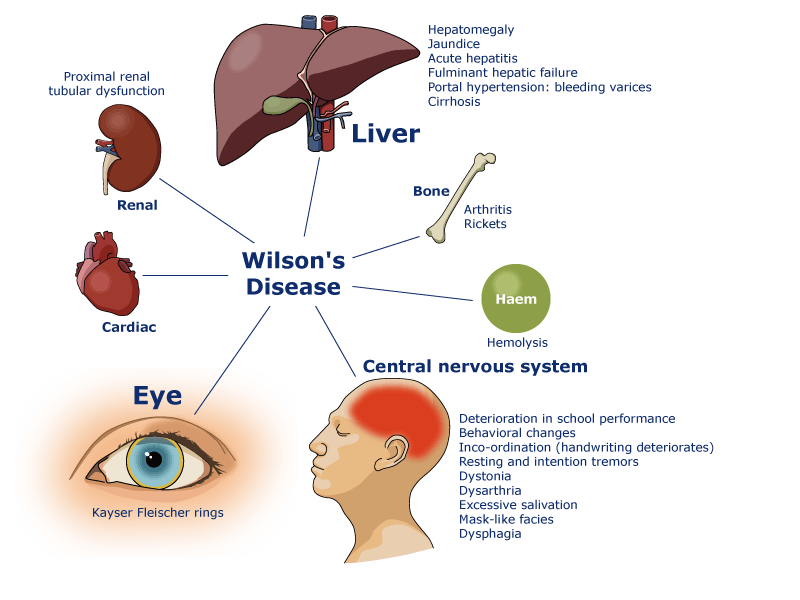 Hepatomegaly
Jaundice
Acute hepatitis
Fulminant hepatic failure
Portal hypertension: bleeding varices
Cirrhosis
Liver
Proximal renal
tubular dysfunction
Renal
Bone
Arthritis
Rickets
Wilson's
Disease
Cardiac
Haem
Hemolysis
Eye
Kayser Fleischer rings
Central nervous system
Deterioration in school performance
Behavioral changes
Inco-ordination (handwriting deteriorates)
Resting and intention tremors
Dystonia
Dysarthria
Excessive salivation
Mask-like facies
Dysphagia